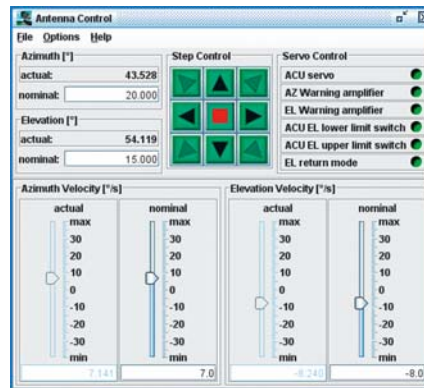 Antenna Control
File Options Help
Azimuth [°]
actual: 43.528
nominal: 20.000
Elevation [°]
actual: 54.119
nominal: 15.000
Step Control
Servo Control
ACU servo
AZ Warning amplifier
EL Warning amplifier
ACU EL lower limit switch
ACU EL upper limit switch
EL return mode
Azimuth Velocity [°/s]
actual
max
30
20
10
0
-10
-20
-30
min
7.141
nominal
max
30
20
10
0
-10
-20
-30
min
7.0
Elevation Velocity [°/s]
actual
max
30
20
10
0
-10
-20
-30
min
-8.240
nominal
max
30
20
10
0
-10
-20
-30
min
-8.0